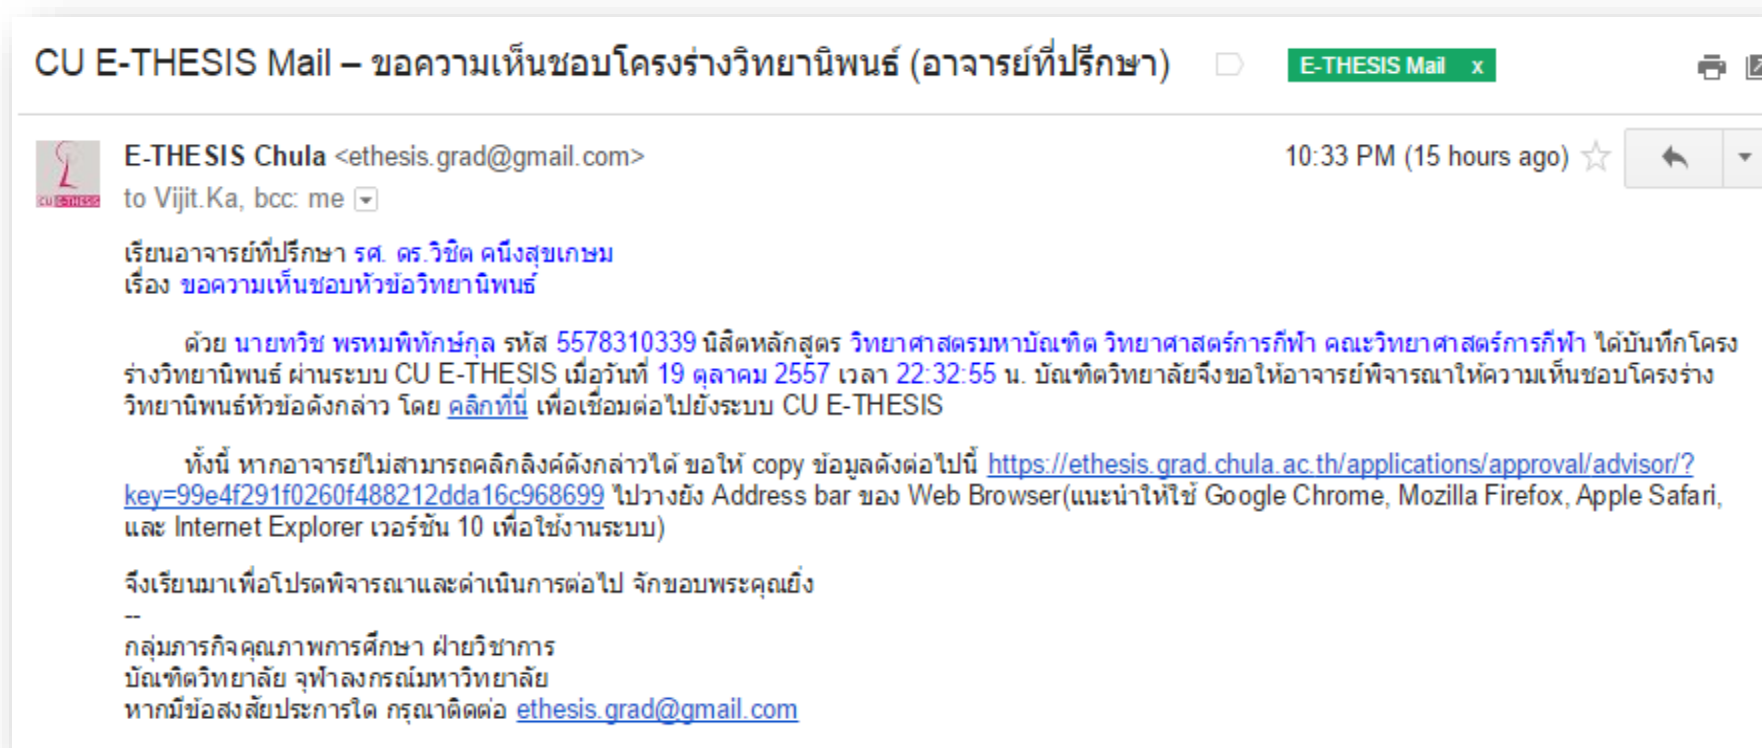 CU E-THESIS Mail – ขอความเห็นชอบโครงร่างวิทยานิพนธ์ (อาจารย์ที่ปรึกษา)
E-THESIS Mail x
E-THESIS Chula <ethesis.grad@gmail.com>
10:33 PM (15 hours ago)
to Vijit.Ka, bcc: me
CU E-THESIS
เรียนอาจารย์ที่ปรึกษา รศ. ดร.วิชิต คนึงสุขเกษม
เรื่อง ขอความเห็นชอบหัวข้อวิทยานิพนธ์
ด้วย นายทวิช พรหมพิทักษ์กุล รหัส 5578310339 นิสิตหลักสูตร วิทยาศาสตรมหาบัณฑิต วิทยาศาสตร์การกีฬา คณะวิทยาศาสตร์การกีฬา ได้บันทึกโครง
ร่างวิทยานิพนธ์ ผ่านระบบ CU E-THESIS เมื่อวันที่ 19 ตุลาคม 2557 เวลา 22:32:55 น. บัณฑิตวิทยาลัยจึงขอให้อาจารย์พิจารณาให้ความเห็นชอบโครงร่าง
วิทยานิพนธ์หัวข้อดังกล่าว โดย คลิกที่นี่ เพื่อเชื่อมต่อไปยังระบบ CU E-THESIS
ทั้งนี้ หากอาจารย์ไม่สามารถคลิกลิงค์ดังกล่าวได้ ขอให้ copy ข้อมูลดังต่อไปนี้ https://ethesis.grad.chula.ac.th/applications/approval/advisor/?
key=99e4f291f0260f488212dda16c968699 ไปวางยัง Address bar ของ Web Browser(แนะนำให้ใช้ Google Chrome, Mozilla Firefox, Apple Safari,
และ Internet Explorer เวอร์ชัน 10 เพื่อใช้งานระบบ)
จึงเรียนมาเพื่อโปรดพิจารณาและดำเนินการต่อไป จักขอบพระคุณยิ่ง
--
กลุ่มภารกิจคุณภาพการศึกษา ฝ่ายวิชาการ
บัณฑิตวิทยาลัย จุฬาลงกรณ์มหาวิทยาลัย
หากมีข้อสงสัยประการใด กรุณาติดต่อ ethesis.grad@gmail.com